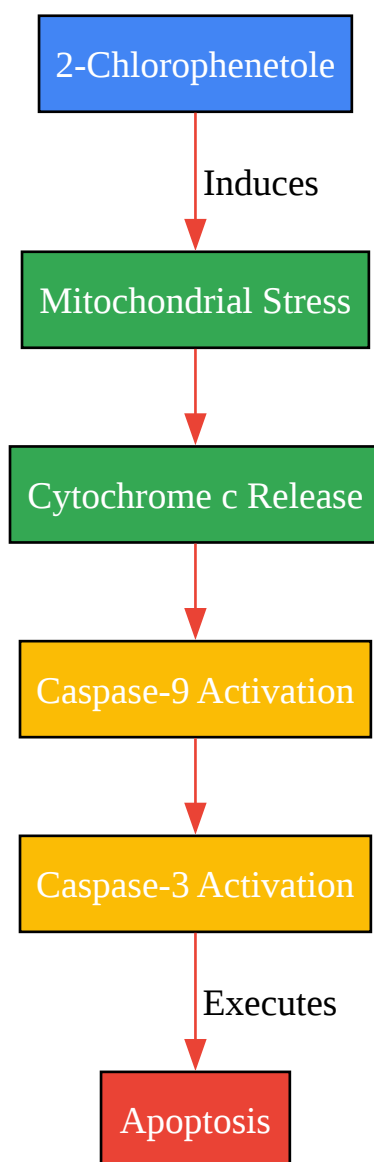 2-Chlorophenetole
Induces
Mitochondrial Stress
Cytochrome c Release
Caspase-9 Activation
Caspase-3 Activation
Executes
Apoptosis